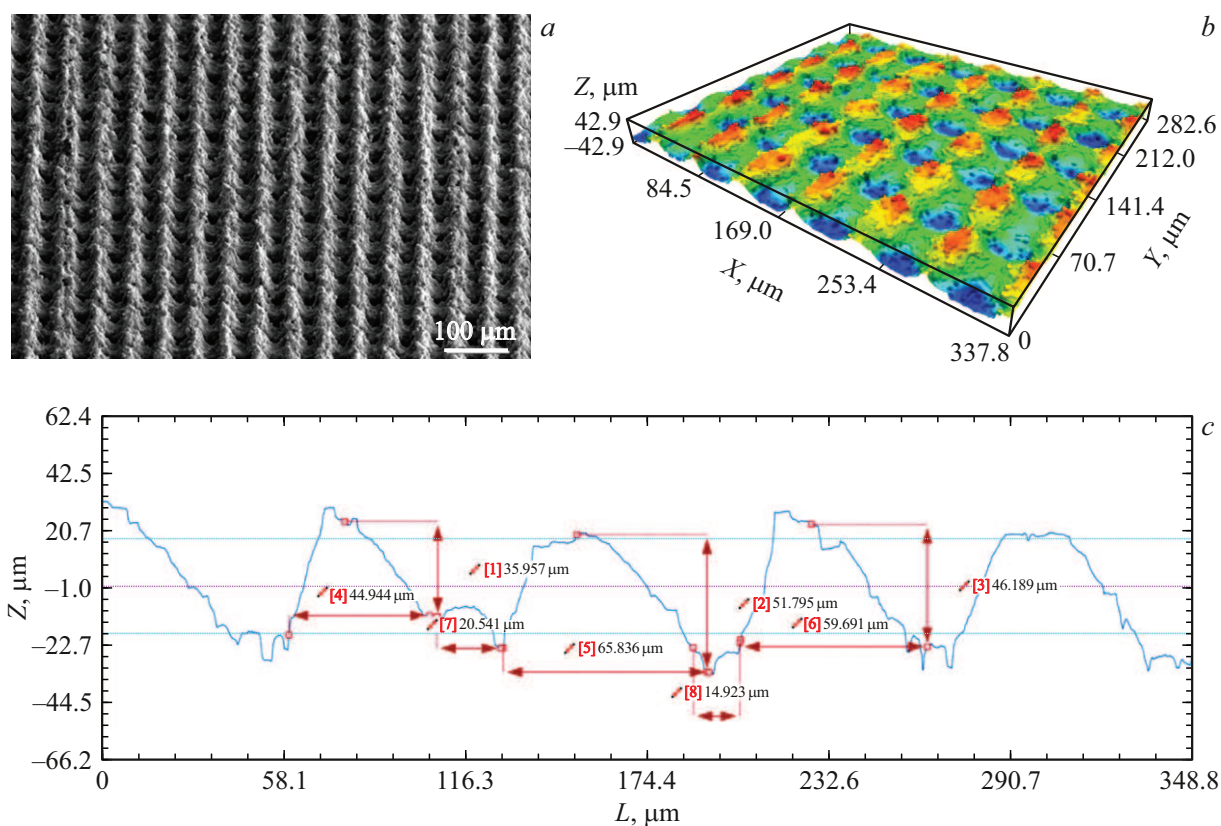 a
100 μm
b
Z, μm
42.9
–42.9
84.5
169.0
253.4
337.8
X, μm
0
70.7
141.4
212.0
282.6
Y, μm
c
62.4
42.5
20.7
–1.0
–22.7
–44.5
–66.2
Z, μm
[1] 35.957 μm
[4] 44.944 μm
[7] 20.541 μm
[5] 65.836 μm
[2] 51.795 μm
[6] 59.691 μm
[3] 46.189 μm
[8] 14.923 μm
0
58.1
116.3
174.4
232.6
290.7
348.8
L, μm